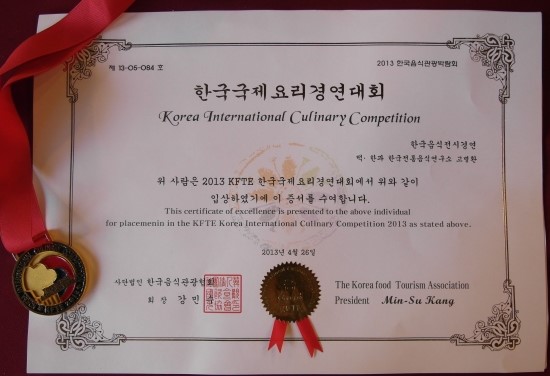 제 13-05-084 호
2013 한국음식관광박람회
한국국제요리경연대회
Korea International Culinary Competition
한국음식전시경연
떡·한과 한국전통음식연구소 고병환
위 사람은 2013 KFTE 한국국제요리경연대회에서 위와 같이
입상하였기에 이 증서를 수여합니다.
This certificate of excellence is presented to the above individual
for placemenin in the KFTE Korea International Culinary Competition 2013 as stated above.
2013년 4월 26일
사단법인 한국음식관광협회
회장 강민
The Korea food Tourism Association
President Min-Su Kang